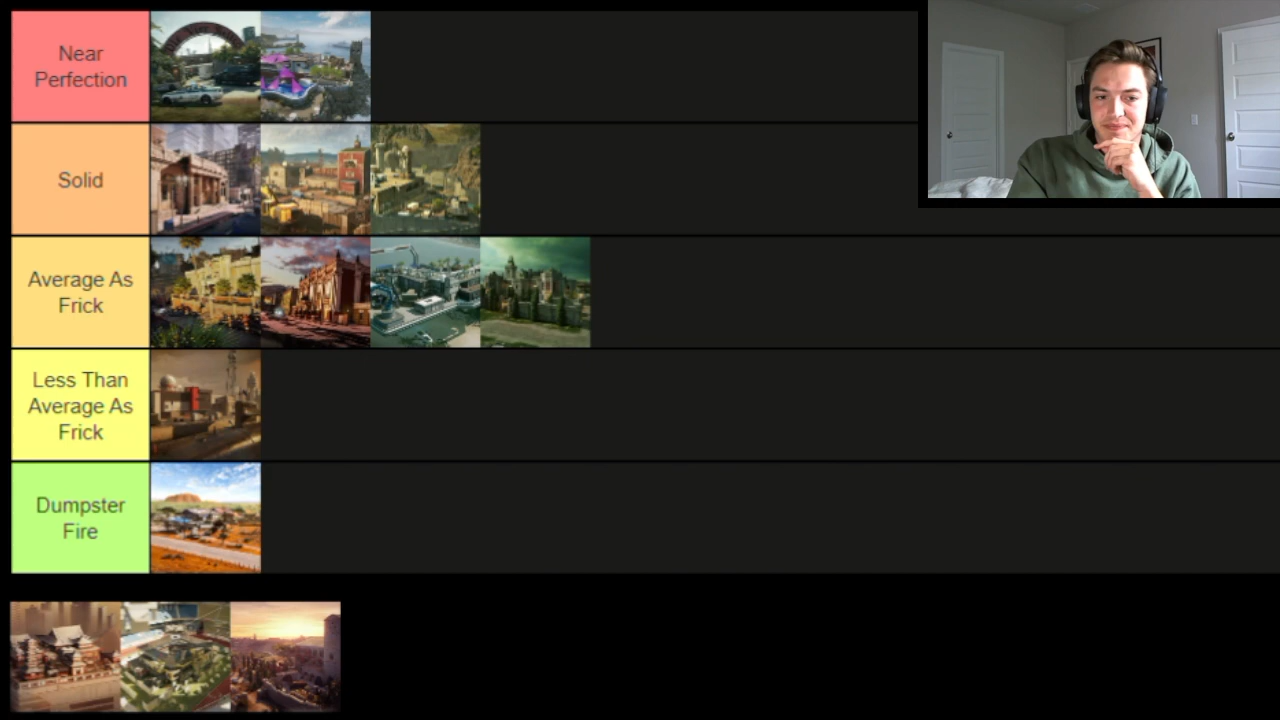 Near
Perfection
Solid
Average As
Frick
Less Than
Average As
Frick
Dumpster
Fire